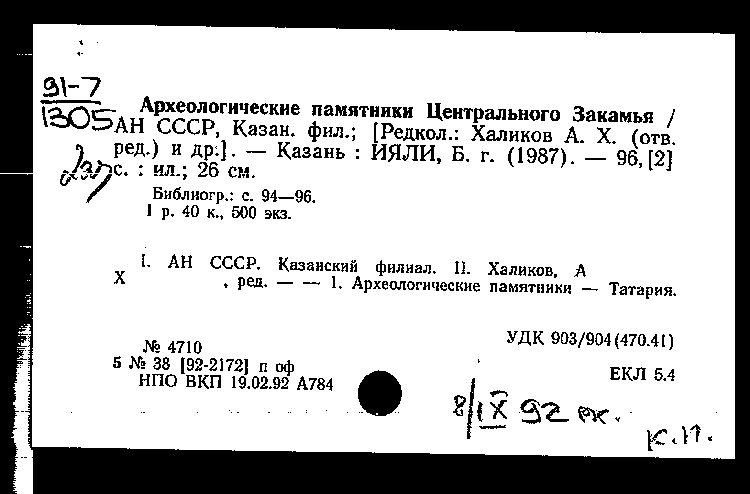 91-7
1305
2эк
Археологические памятники Центрального Закамья /
АН СССР, Казан. фил.; [Редкол.: Халиков А. Х. (отв.
ред.) и др.]. — Казань : ИЯЛИ, Б. г. (1987). — 96, [2]
с. : ил.; 26 см.
Библиогр.: с. 94—96.
1 р. 40 к., 500 экз.
I. АН СССР. Казанский филиал. II. Халиков, А
Х , ред. — — 1. Археологические памятники — Татария.
УДК 903/904(470.41)
№ 4710
5 № 38 [92-2172] п оф
ЕКЛ 5.4
НПО ВКП 19.02.92 А784
8/IX 92 рк.
К.П.